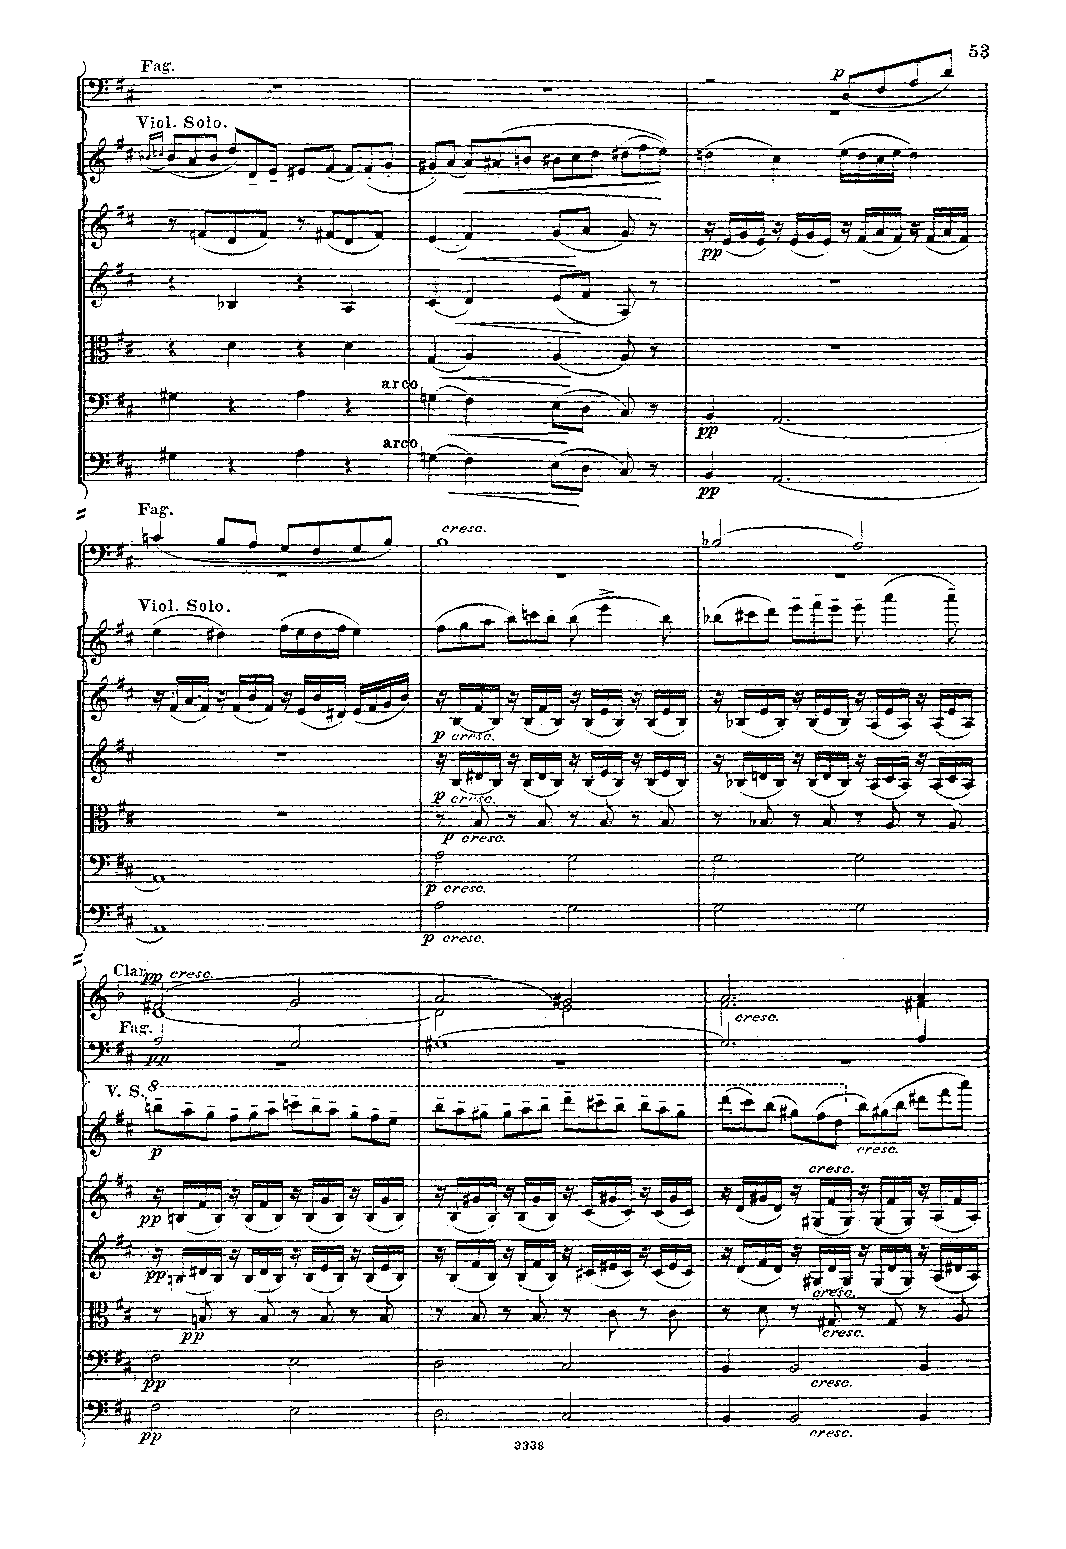 53
Fag.
p
Viol. Solo.
pp
arco
pp
arco
pp
Fag.
cresc.
Viol. Solo.
p cresc.
p cresc.
p cresc.
p cresc.
p cresc.
Clar.
pp cresc.
cresc.
Fag.
pp
V. S.
8
p
cresc.
cresc.
pp
pp
cresc.
pp
cresc.
pp
cresc.
pp
cresc.
3338